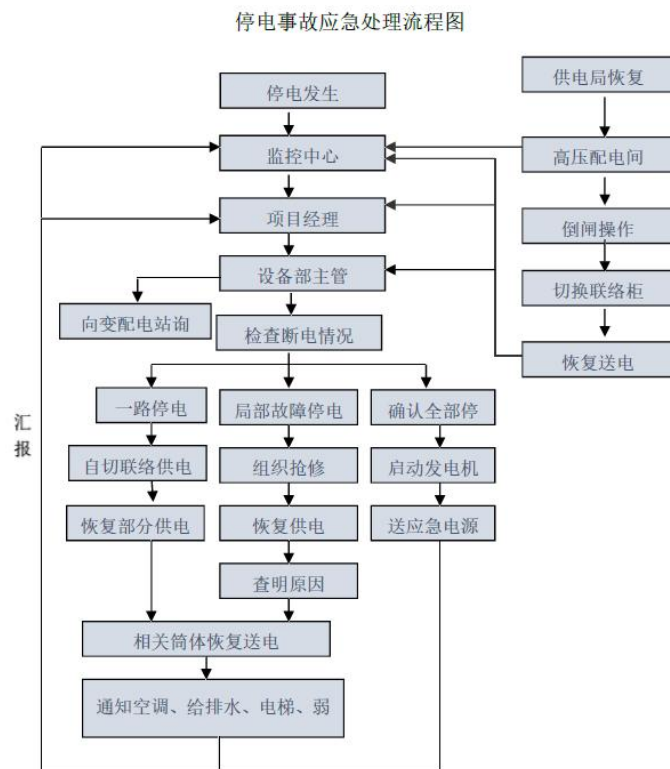 停电事故应急处理流程图
停电发生
供电局恢复
监控中心
高压配电间
项目经理
倒闸操作
设备部主管
切换联络柜
向变配电站询
检查断电情况
恢复送电
一路停电
局部故障停电
确认全部停
汇
报
自切联络供电
组织抢修
启动发电机
恢复部分供电
恢复供电
送应急电源
查明原因
相关筒体恢复送电
通知空调、给排水、电梯、弱